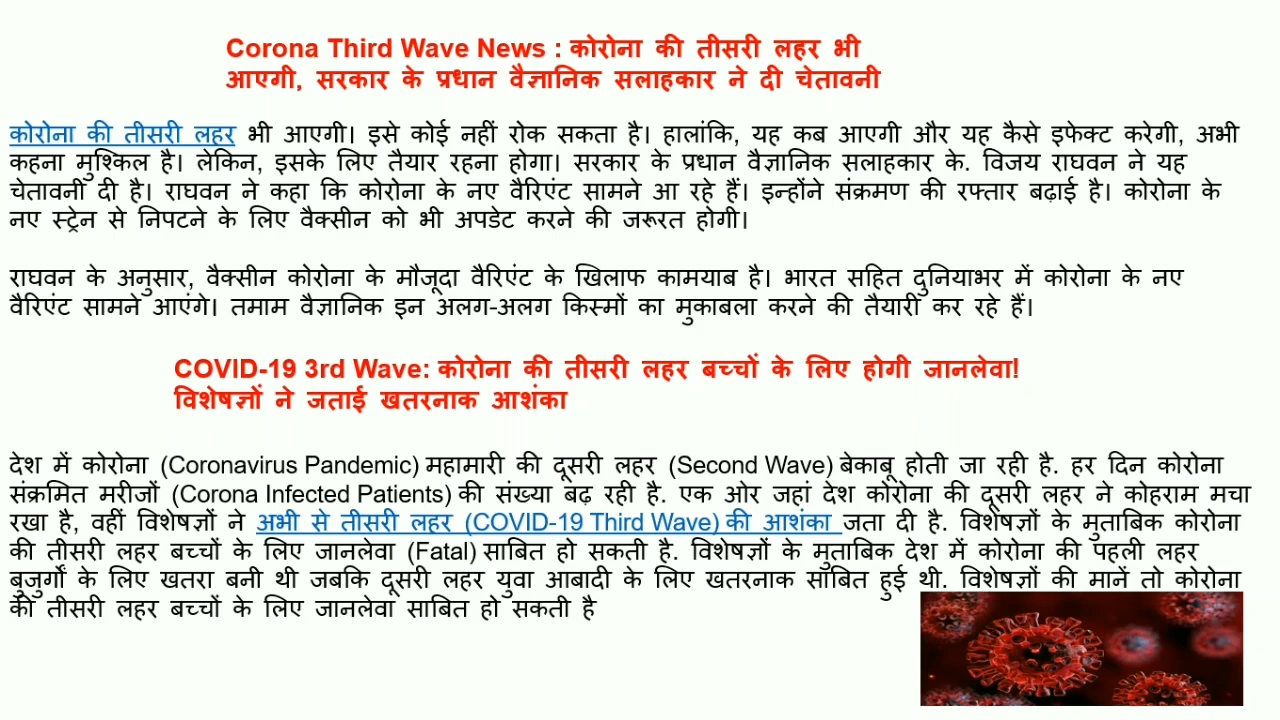 Corona Third Wave News : कोरोना की तीसरी लहर भी
आएगी, सरकार के प्रधान वैज्ञानिक सलाहकार ने दी चेतावनी
कोरोना की तीसरी लहर भी आएगी। इसे कोई नहीं रोक सकता है। हालांकि, यह कब आएगी और यह कैसे इफेक्ट करेगी, अभी
कहना मुश्किल है। लेकिन, इसके लिए तैयार रहना होगा। सरकार के प्रधान वैज्ञानिक सलाहकार के. विजय राघवन ने यह
चेतावनी दी है। राघवन ने कहा कि कोरोना के नए वैरिएंट सामने आ रहे हैं। इन्होंने संक्रमण की रफ्तार बढ़ाई है। कोरोना के
नए स्ट्रेन से निपटने के लिए वैक्सीन को भी अपडेट करने की जरूरत होगी।
राघवन के अनुसार, वैक्सीन कोरोना के मौजूदा वैरिएंट के खिलाफ कामयाब है। भारत सहित दुनियाभर में कोरोना के नए
वैरिएंट सामने आएंगे। तमाम वैज्ञानिक इन अलग-अलग किस्मों का मुकाबला करने की तैयारी कर रहे हैं।
COVID-19 3rd Wave: कोरोना की तीसरी लहर बच्चों के लिए होगी जानलेवा!
विशेषज्ञों ने जताई खतरनाक आशंका
देश में कोरोना (Coronavirus Pandemic) महामारी की दूसरी लहर (Second Wave) बेकाबू होती जा रही है. हर दिन कोरोना
संक्रमित मरीजों (Corona Infected Patients) की संख्या बढ़ रही है. एक ओर जहां देश कोरोना की दूसरी लहर ने कोहराम मचा
रखा है, वहीं विशेषज्ञों ने अभी से तीसरी लहर (COVID-19 Third Wave) की आशंका जता दी है. विशेषज्ञों के मुताबिक कोरोना
की तीसरी लहर बच्चों के लिए जानलेवा (Fatal) साबित हो सकती है. विशेषज्ञों के मुताबिक देश में कोरोना की पहली लहर
बुजुर्गों के लिए खतरा बनी थी जबकि दूसरी लहर युवा आबादी के लिए खतरनाक साबित हुई थी. विशेषज्ञों की मानें तो कोरोना
की तीसरी लहर बच्चों के लिए जानलेवा साबित हो सकती है